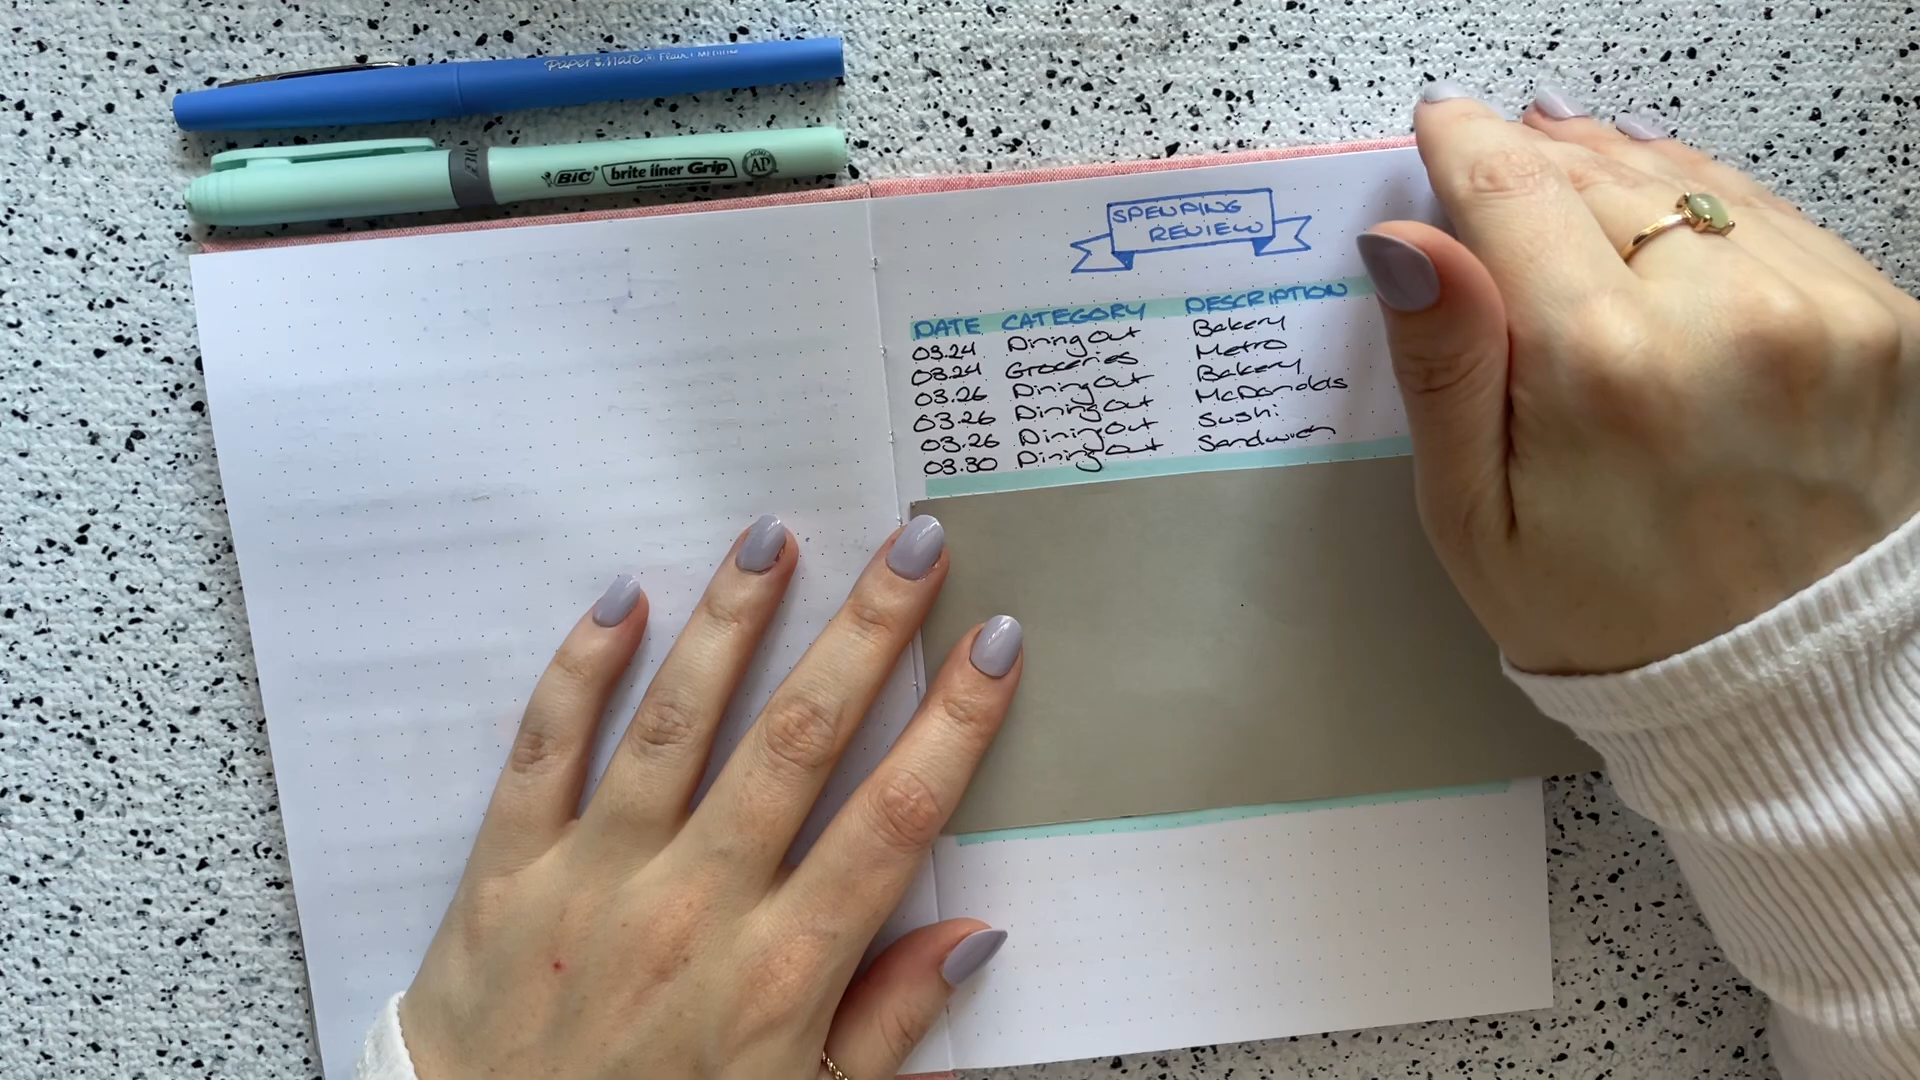 Paper Mate Flair MEDIUM
BIC brite liner Grip AP
SPENDING
REVIEW
DATE CATEGORY DESCRIPTION
03.24 Dining Out Bakery
03.24 Groceries Metro
03.26 Dining Out Bakery
03.26 Dining Out McDonalds
03.26 Dining Out Sushi
03.30 Dining Out Sandwich